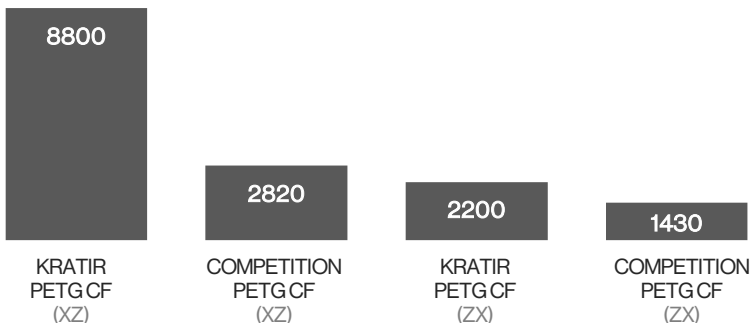 8800
2820
2200
1430
KRATIR
PETG CF
(XZ)
COMPETITION
PETG CF
(XZ)
KRATIR
PETG CF
(ZX)
COMPETITION
PETG CF
(ZX)